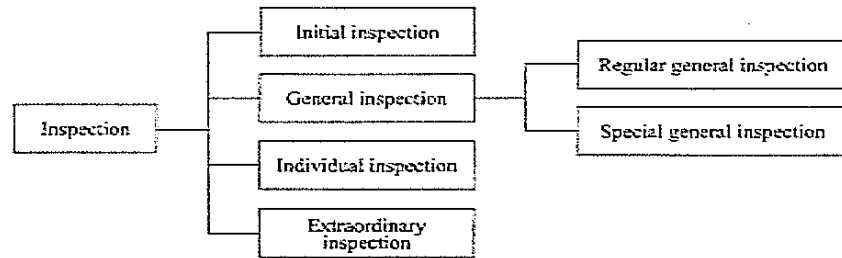 Initial inspection
Regular general inspection
General inspection
Inspection
Special general inspection
Individual inspection
Extraordinary
inspection